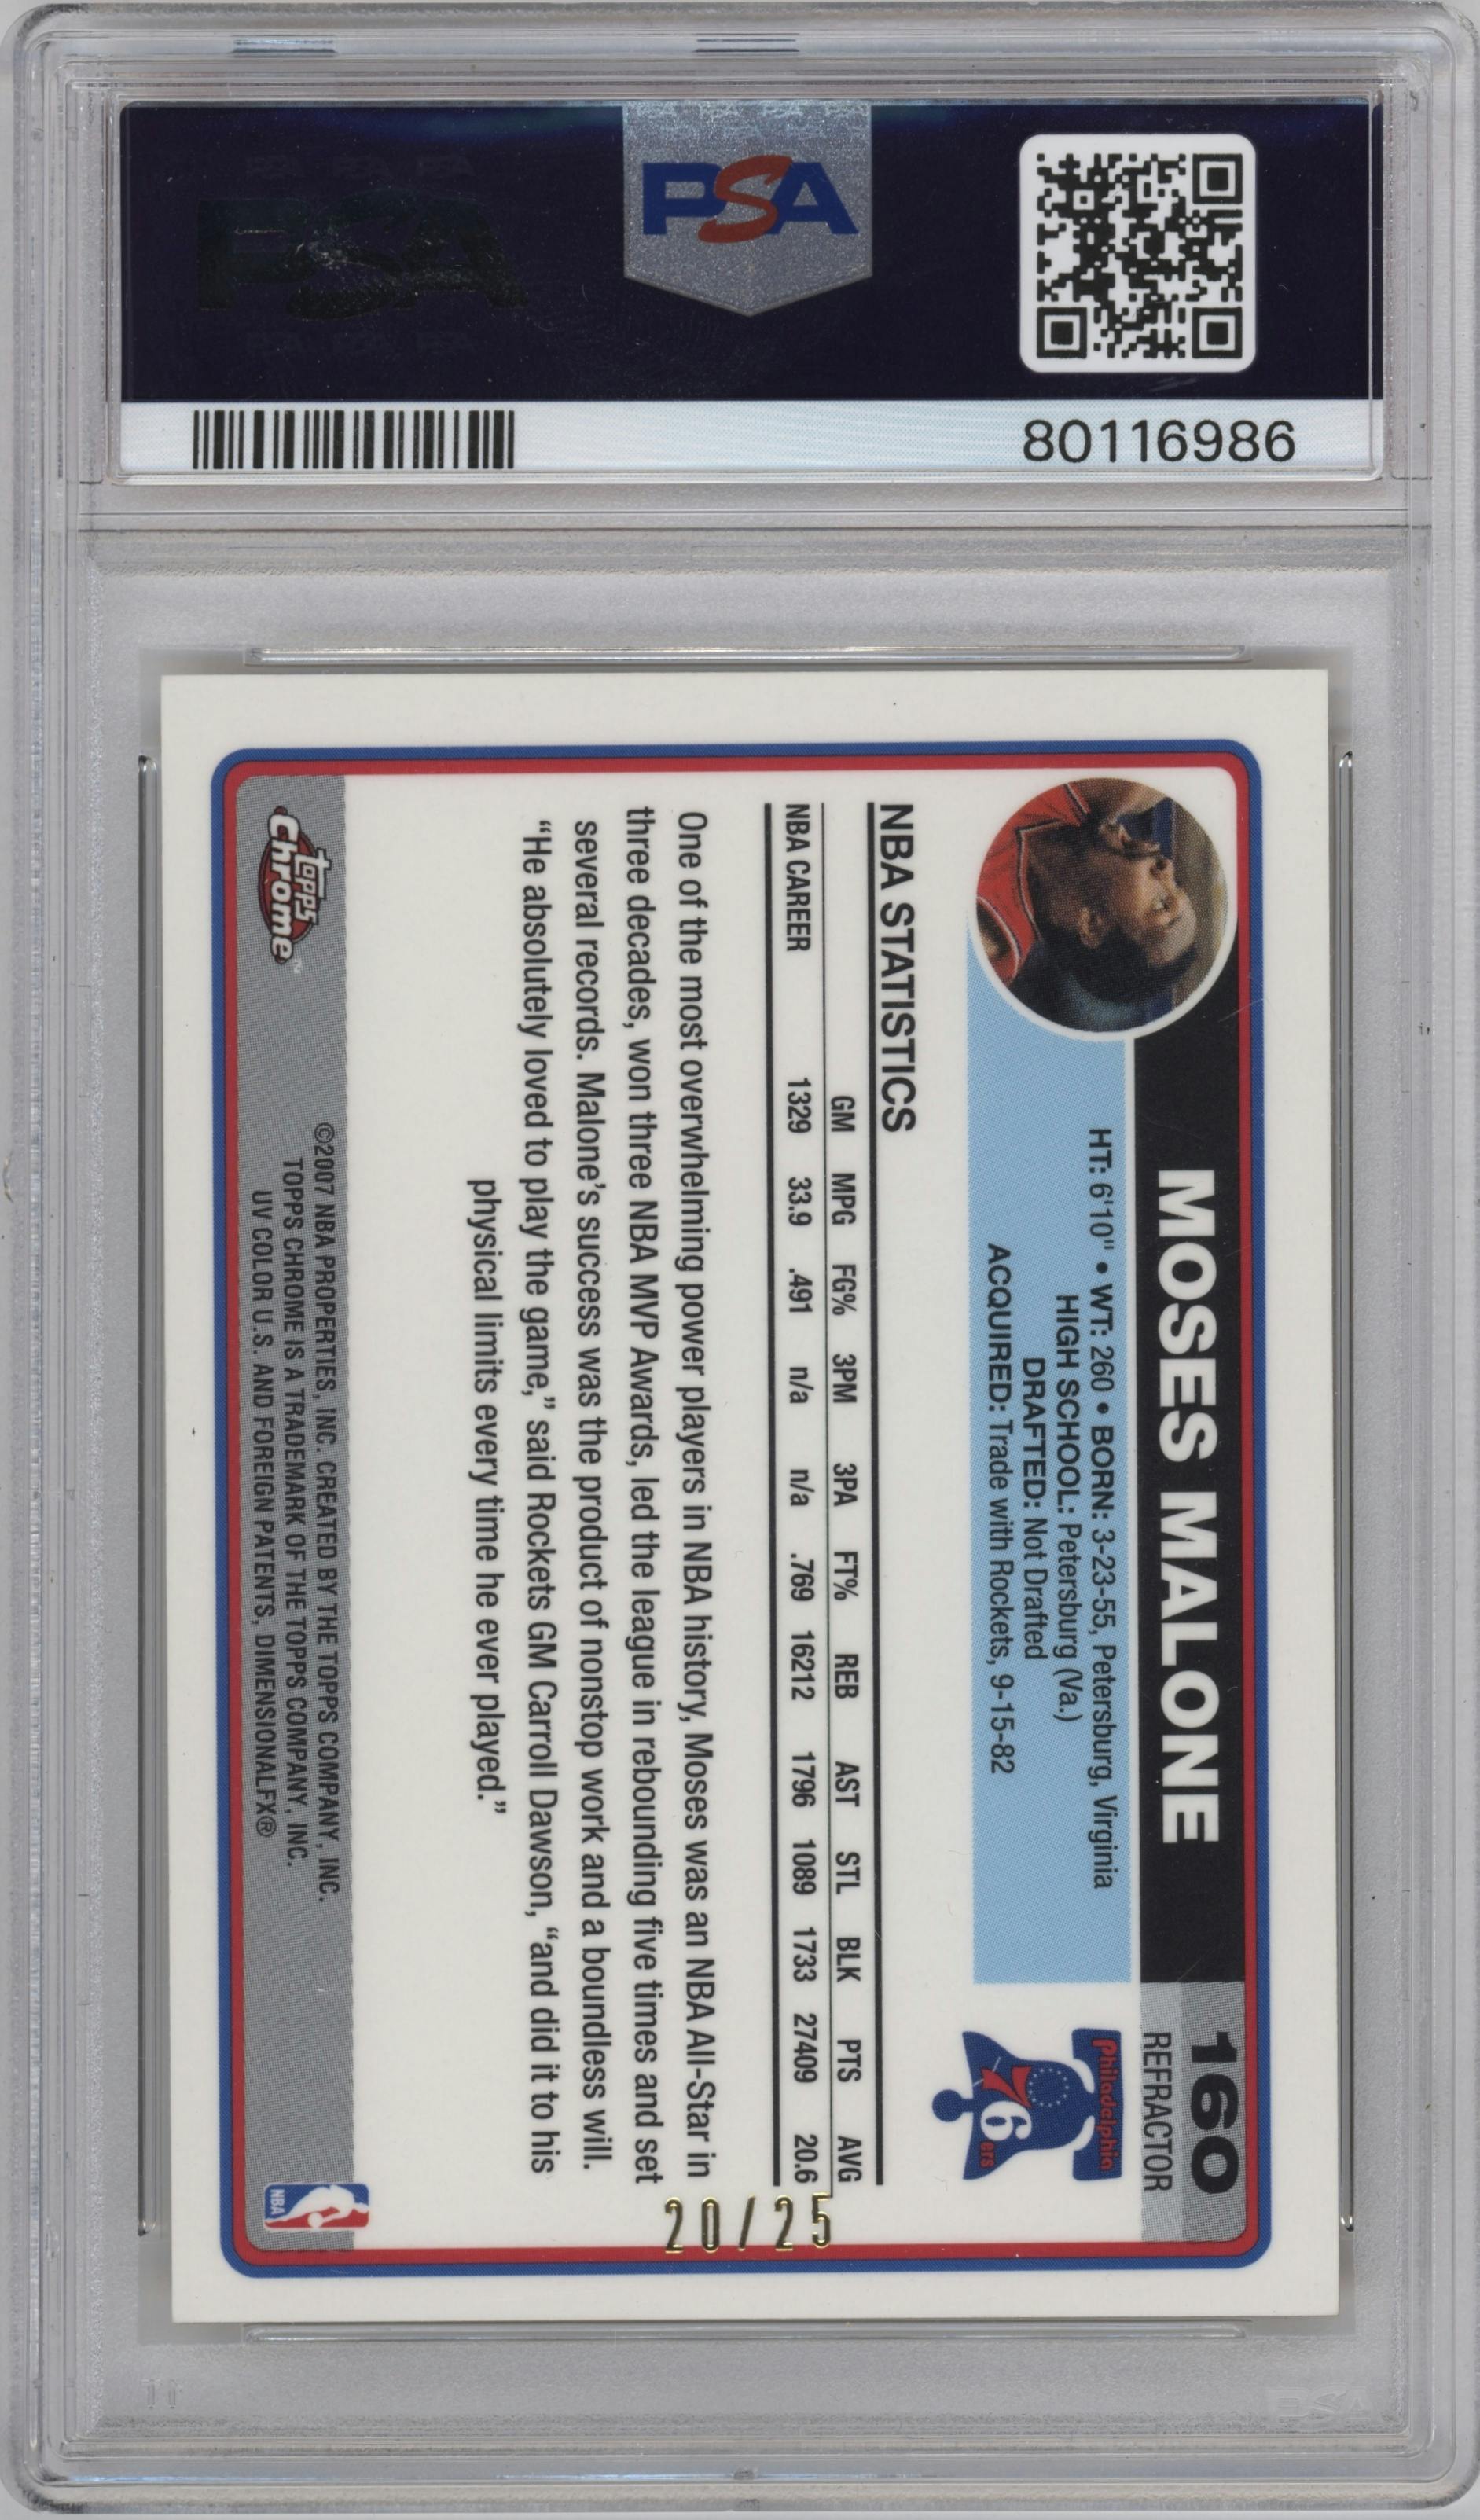 PSA
80116986
160
REFRACTOR
MOSES MALONE
HT: 6'10" • WT: 260 • BORN: 3-23-55, Petersburg, Virginia
HIGH SCHOOL: Petersburg (Va.)
DRAFTED: Not Drafted
ACQUIRED: Trade with Rockets, 9-15-82
Philadelphia
76ers
NBA STATISTICS
GM MPG FG% 3PM 3PA FT% REB AST STL BLK PTS AVG
NBA CAREER 1329 33.9 .491 n/a n/a .769 16212 1796 1089 1733 27409 20.6
One of the most overwhelming power players in NBA history, Moses was an NBA All-Star in
three decades, won three NBA MVP Awards, led the league in rebounding five times and set
several records. Malone's success was the product of nonstop work and a boundless will.
“He absolutely loved to play the game,” said Rockets GM Carroll Dawson, “and did it to his
physical limits every time he ever played.”
20/25
Topps
Chrome™
©2007 NBA PROPERTIES, INC. CREATED BY THE TOPPS COMPANY, INC.
TOPPS CHROME IS A TRADEMARK OF THE TOPPS COMPANY, INC.
UV COLOR U.S. AND FOREIGN PATENTS, DIMENSIONALFX®
NBA
PSA